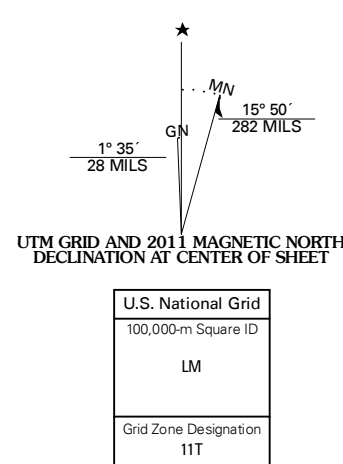 MN
GN
15° 50´
282 MILS
1° 35´
28 MILS
UTM GRID AND 2011 MAGNETIC NORTH
DECLINATION AT CENTER OF SHEET
U.S. National Grid
100,000-m Square ID
LM
Grid Zone Designation
11T